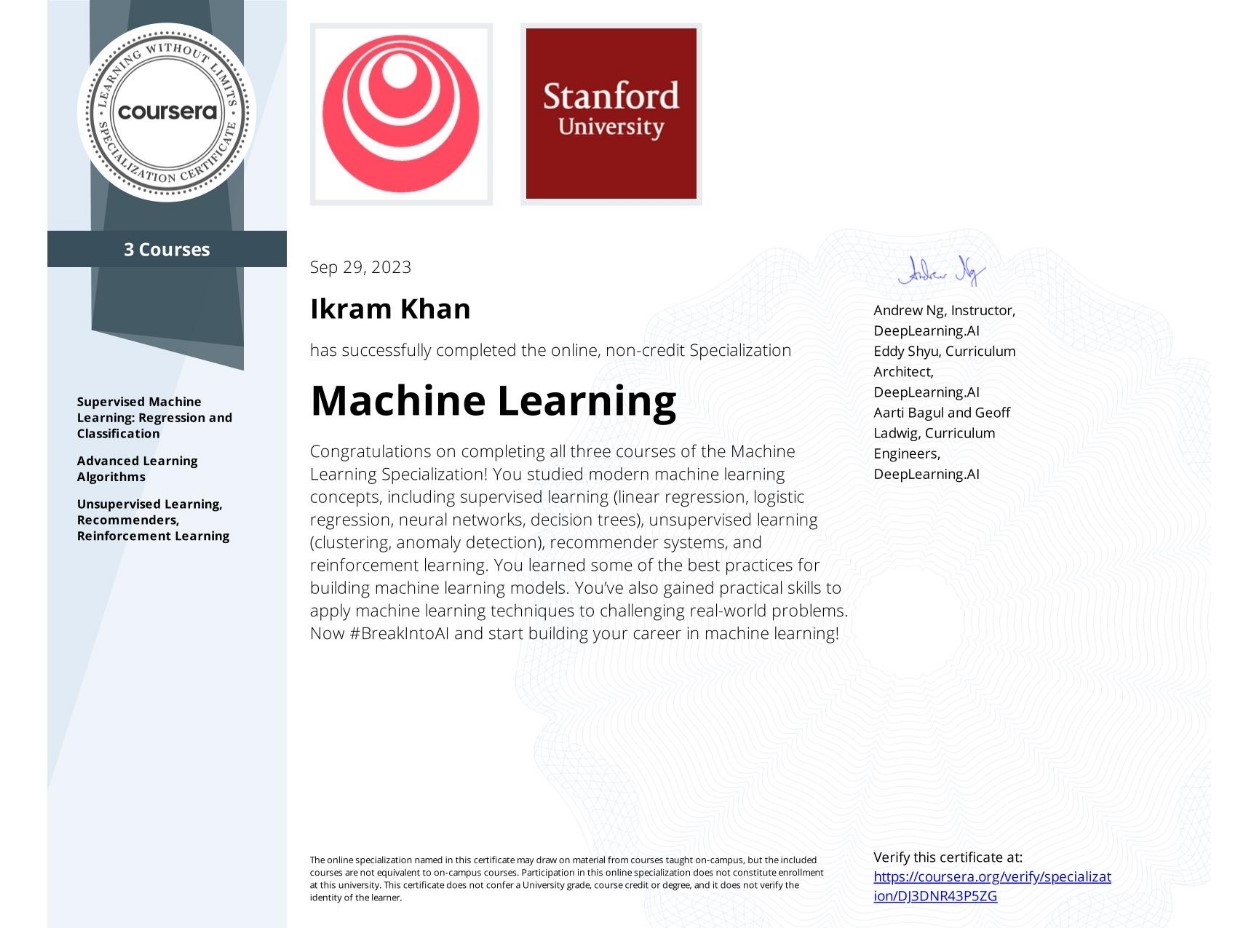 LEARNING WITHOUT LIMITS
coursera
SPECIALIZATION CERTIFICATE
Stanford
University
3 Courses
Supervised Machine
Learning: Regression and
Classification
Advanced Learning
Algorithms
Unsupervised Learning,
Recommenders,
Reinforcement Learning
Sep 29, 2023
Ikram Khan
has successfully completed the online, non-credit Specialization
Machine Learning
Congratulations on completing all three courses of the Machine
Learning Specialization! You studied modern machine learning
concepts, including supervised learning (linear regression, logistic
regression, neural networks, decision trees), unsupervised learning
(clustering, anomaly detection), recommender systems, and
reinforcement learning. You learned some of the best practices for
building machine learning models. You’ve also gained practical skills to
apply machine learning techniques to challenging real-world problems.
Now #BreakIntoAI and start building your career in machine learning!
Andrew Ng
Andrew Ng, Instructor,
DeepLearning.AI
Eddy Shyu, Curriculum
Architect,
DeepLearning.AI
Aarti Bagul and Geoff
Ladwig, Curriculum
Engineers,
DeepLearning.AI
The online specialization named in this certificate may draw on material from courses taught on-campus, but the included
courses are not equivalent to on-campus courses. Participation in this online specialization does not constitute enrollment
at this university. This certificate does not confer a University grade, course credit or degree, and it does not verify the
identity of the learner.
Verify this certificate at:
https://coursera.org/verify/specializat
ion/DJ3DNR43P5ZG